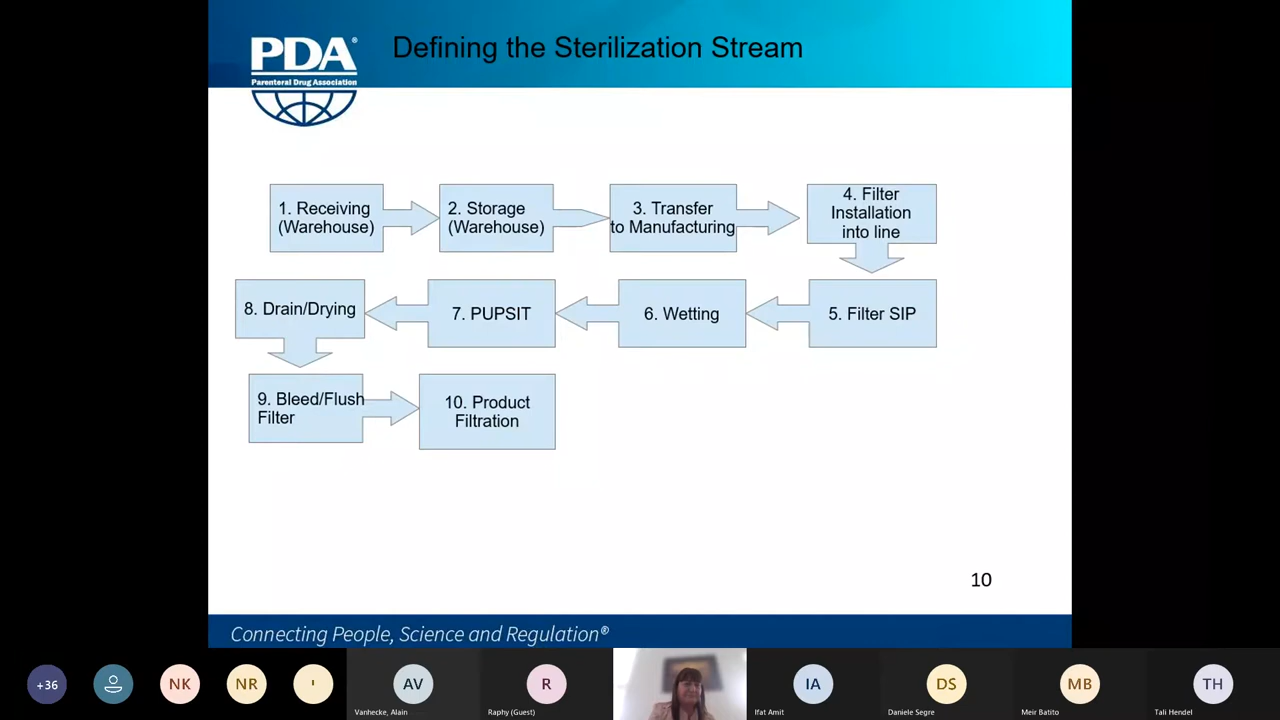 PDA®
Parenteral Drug Association
Defining the Sterilization Stream
1. Receiving
(Warehouse)
2. Storage
(Warehouse)
3. Transfer
to Manufacturing
4. Filter
Installation
into line
5. Filter SIP
6. Wetting
7. PUPSIT
8. Drain/Drying
9. Bleed/Flush
Filter
10. Product
Filtration
10
Connecting People, Science and Regulation®
+36
NK
NR
'
AV
Vanhecke, Alain
R
Raphy (Guest)
IA
Ifat Amit
DS
Daniele Segre
MB
Meir Batito
TH
Tali Hendel